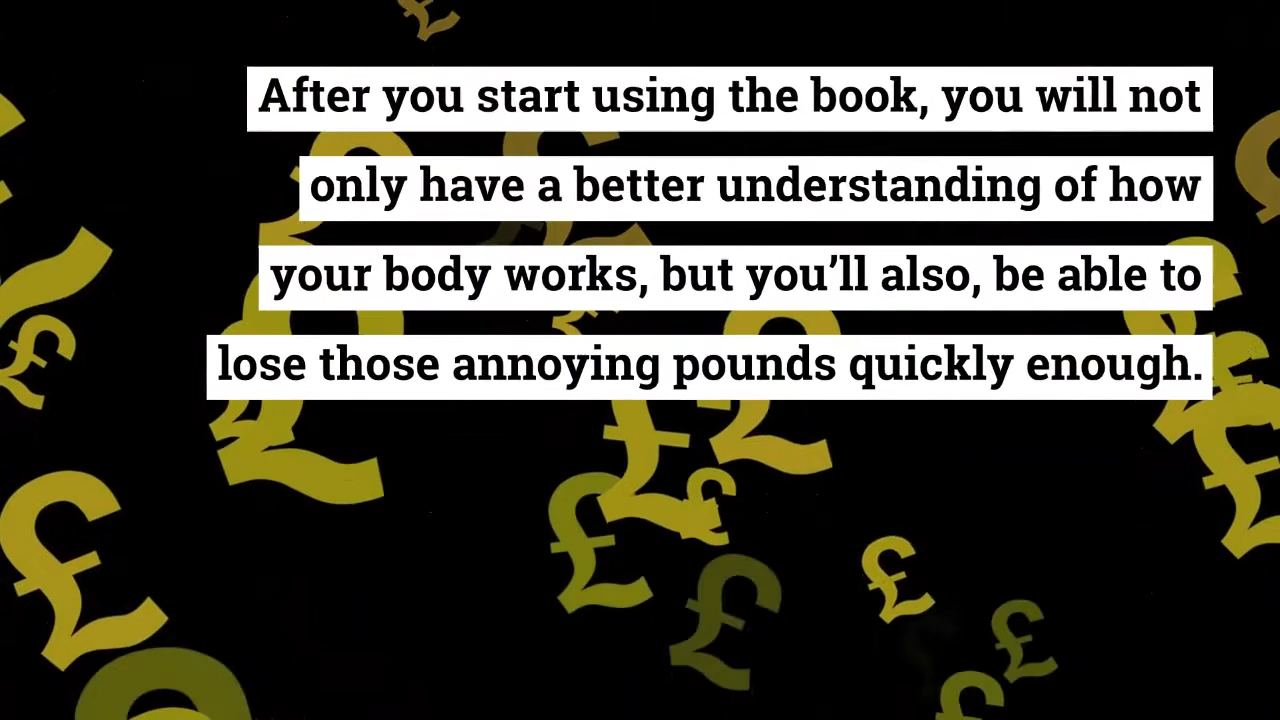 After you start using the book, you will not
only have a better understanding of how
your body works, but you’ll also, be able to
lose those annoying pounds quickly enough.